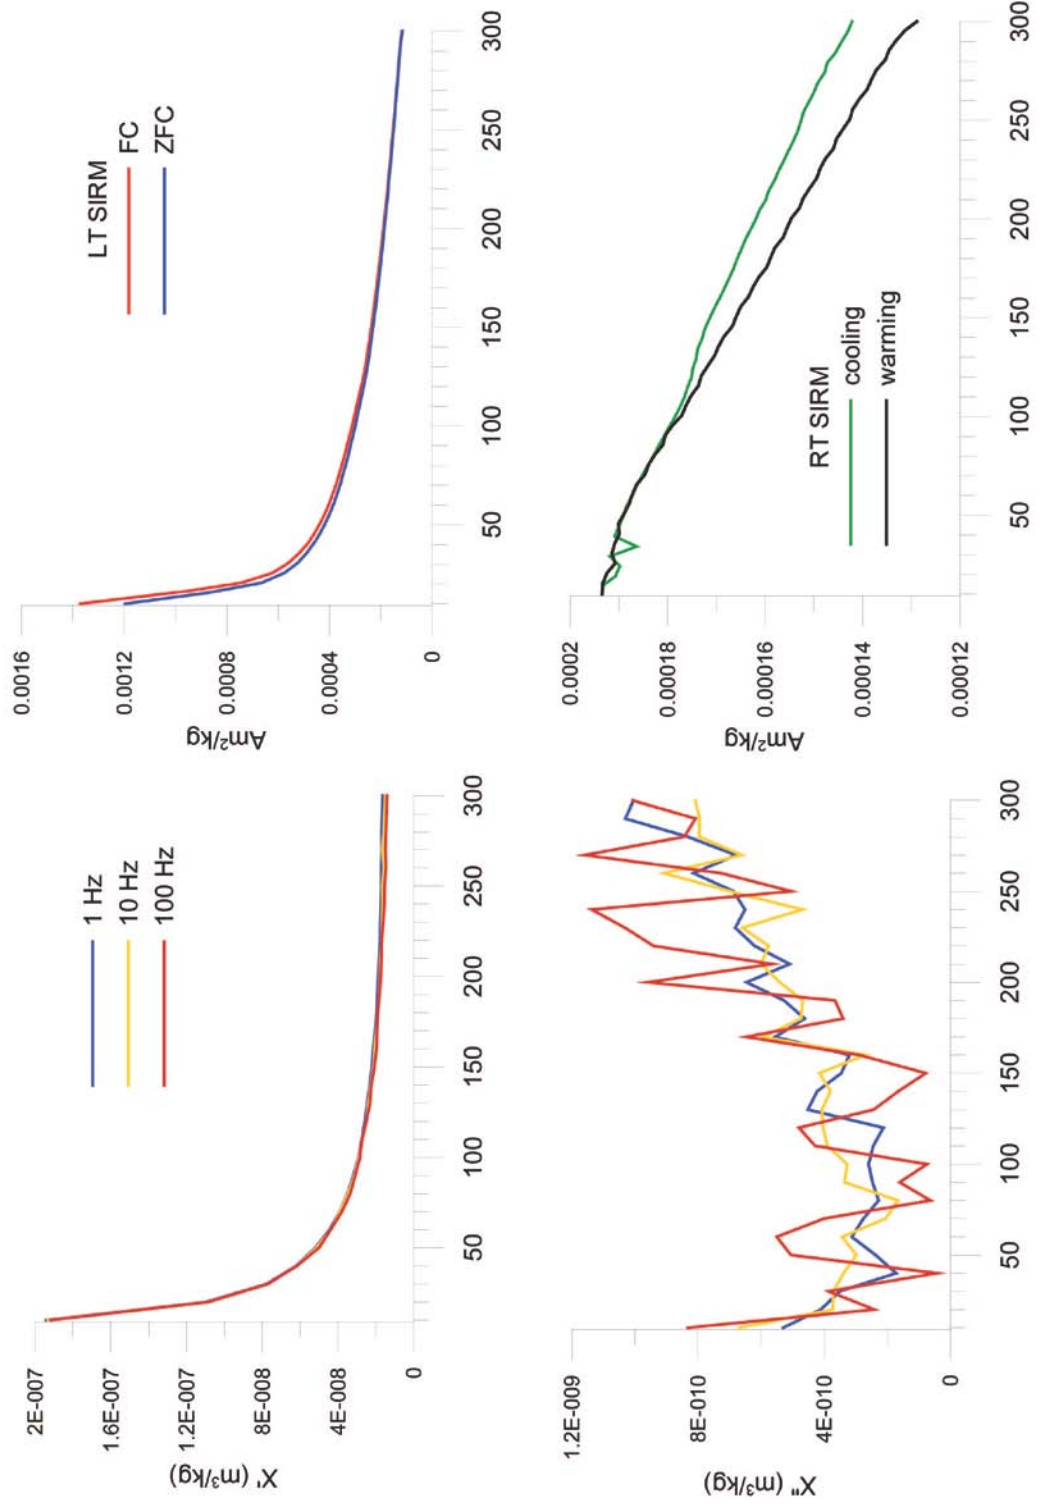 0.0016
0.0012
0.0008
0.0004
0
Am²/kg
LT SIRM
FC
ZFC
50
100
150
200
250
300
0.0002
0.00018
0.00016
0.00014
0.00012
Am²/kg
RT SIRM
cooling
warming
50
100
150
200
250
300
2E-007
1.6E-007
1.2E-007
8E-008
4E-008
0
X' (m³/kg)
1 Hz
10 Hz
100 Hz
50
100
150
200
250
300
1.2E-009
8E-010
4E-010
0
X" (m³/kg)
50
100
150
200
250
300